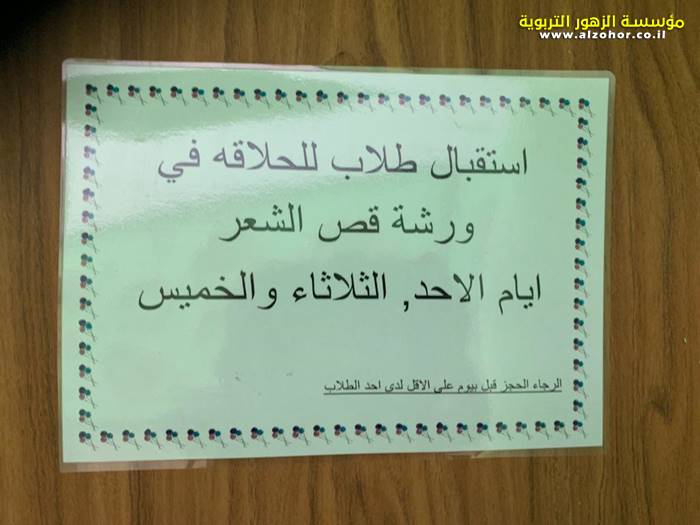 مؤسسة الزهور التربوية
www.alzohor.co.il
استقبال طلاب للحلاقه في
ورشة قص الشعر
ايام الاحد, الثلاثاء والخميس
الرجاء الحجز قبل بيوم على الاقل لدى احد الطلاب